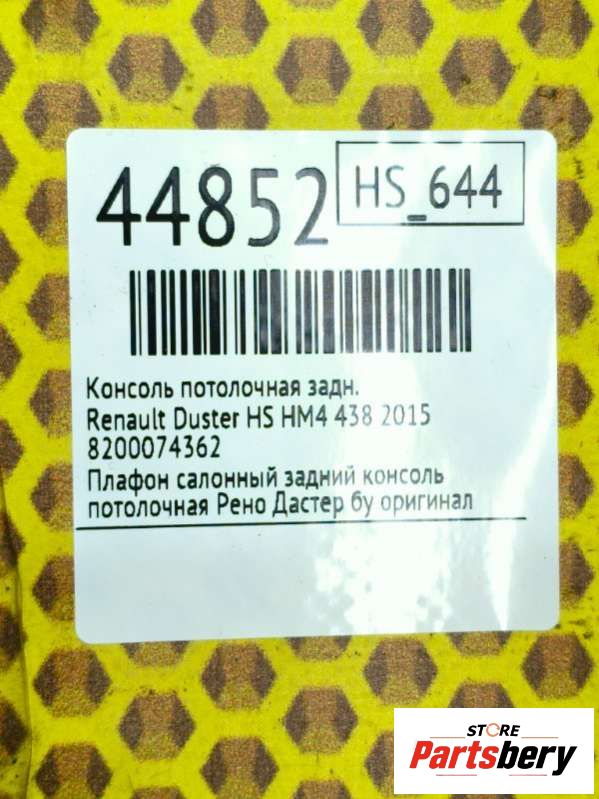 44852
HS_644
Консоль потолочная задн.
Renault Duster HS HM4 438 2015
8200074362
Плафон салонный задний консоль
потолочная Рено Дастер бу оригинал
STORE
Partsbery